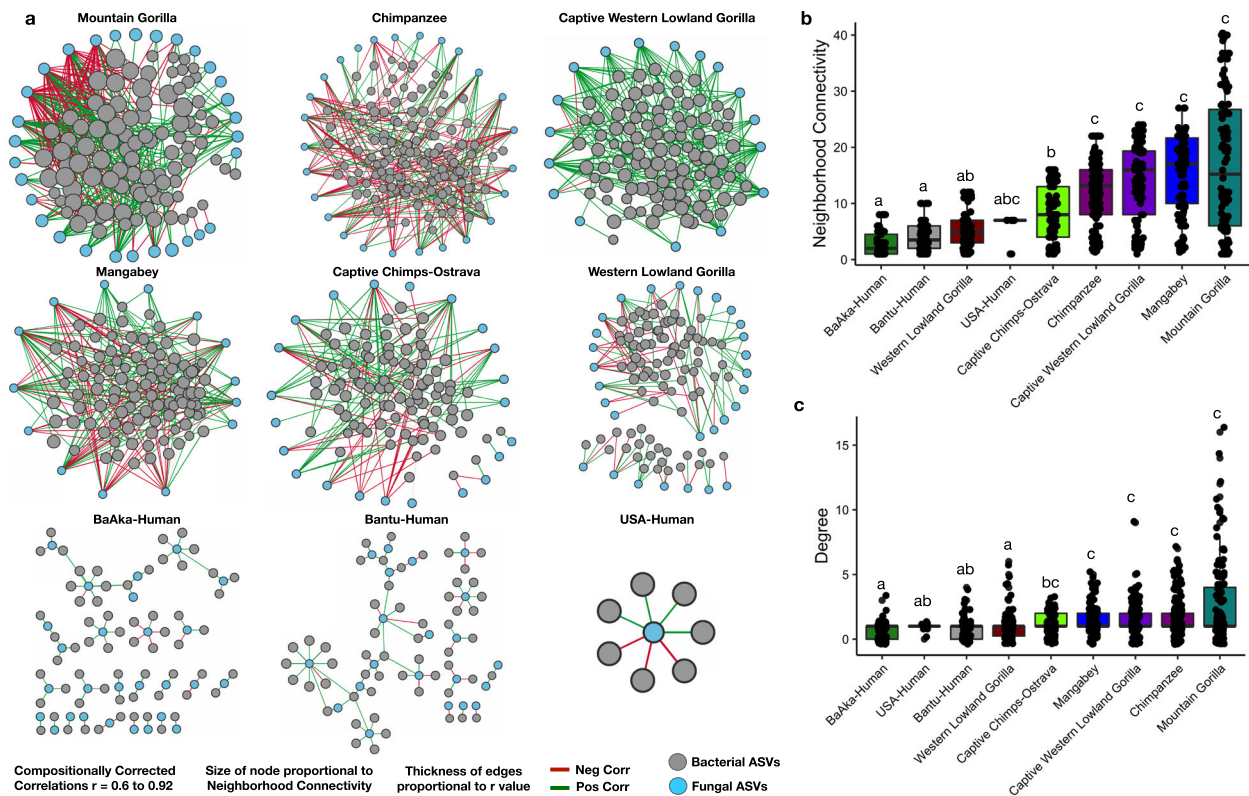 a
Mountain Gorilla
Chimpanzee
Captive Western Lowland Gorilla
Mangabey
Captive Chimps-Ostrava
Western Lowland Gorilla
BaAka-Human
Bantu-Human
USA-Human
Compositionally Corrected
Correlations r = 0.6 to 0.92
Size of node proportional to
Neighborhood Connectivity
Thickness of edges
proportional to r value
Neg Corr
Pos Corr
Bacterial ASVs
Fungal ASVs
b
Neighborhood Connectivity
40
30
20
10
0
a
a
ab
abc
b
c
c
c
c
BaAka-Human
Bantu-Human
Western Lowland Gorilla
USA-Human
Captive Chimps-Ostrava
Chimpanzee
Captive Western Lowland Gorilla
Mangabey
Mountain Gorilla
c
Degree
15
10
5
0
a
ab
ab
a
bc
c
c
c
c
BaAka-Human
USA-Human
Bantu-Human
Western Lowland Gorilla
Captive Chimps-Ostrava
Mangabey
Captive Western Lowland Gorilla
Chimpanzee
Mountain Gorilla